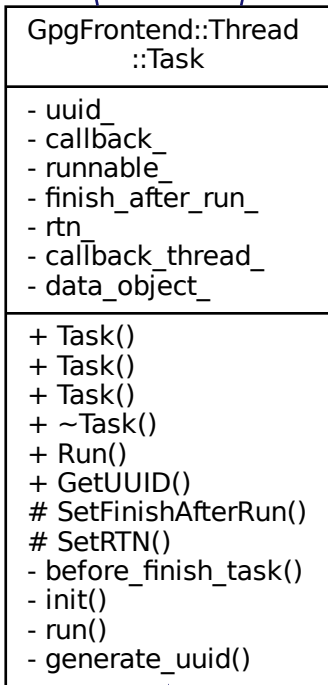 GpgFrontend::Thread
::Task
- uuid_
- callback_
- runnable_
- finish_after_run_
- rtn_
- callback_thread_
- data_object_
+ Task()
+ Task()
+ Task()
+ ~Task()
+ Run()
+ GetUUID()
# SetFinishAfterRun()
# SetRTN()
- before_finish_task()
- init()
- run()
- generate_uuid()